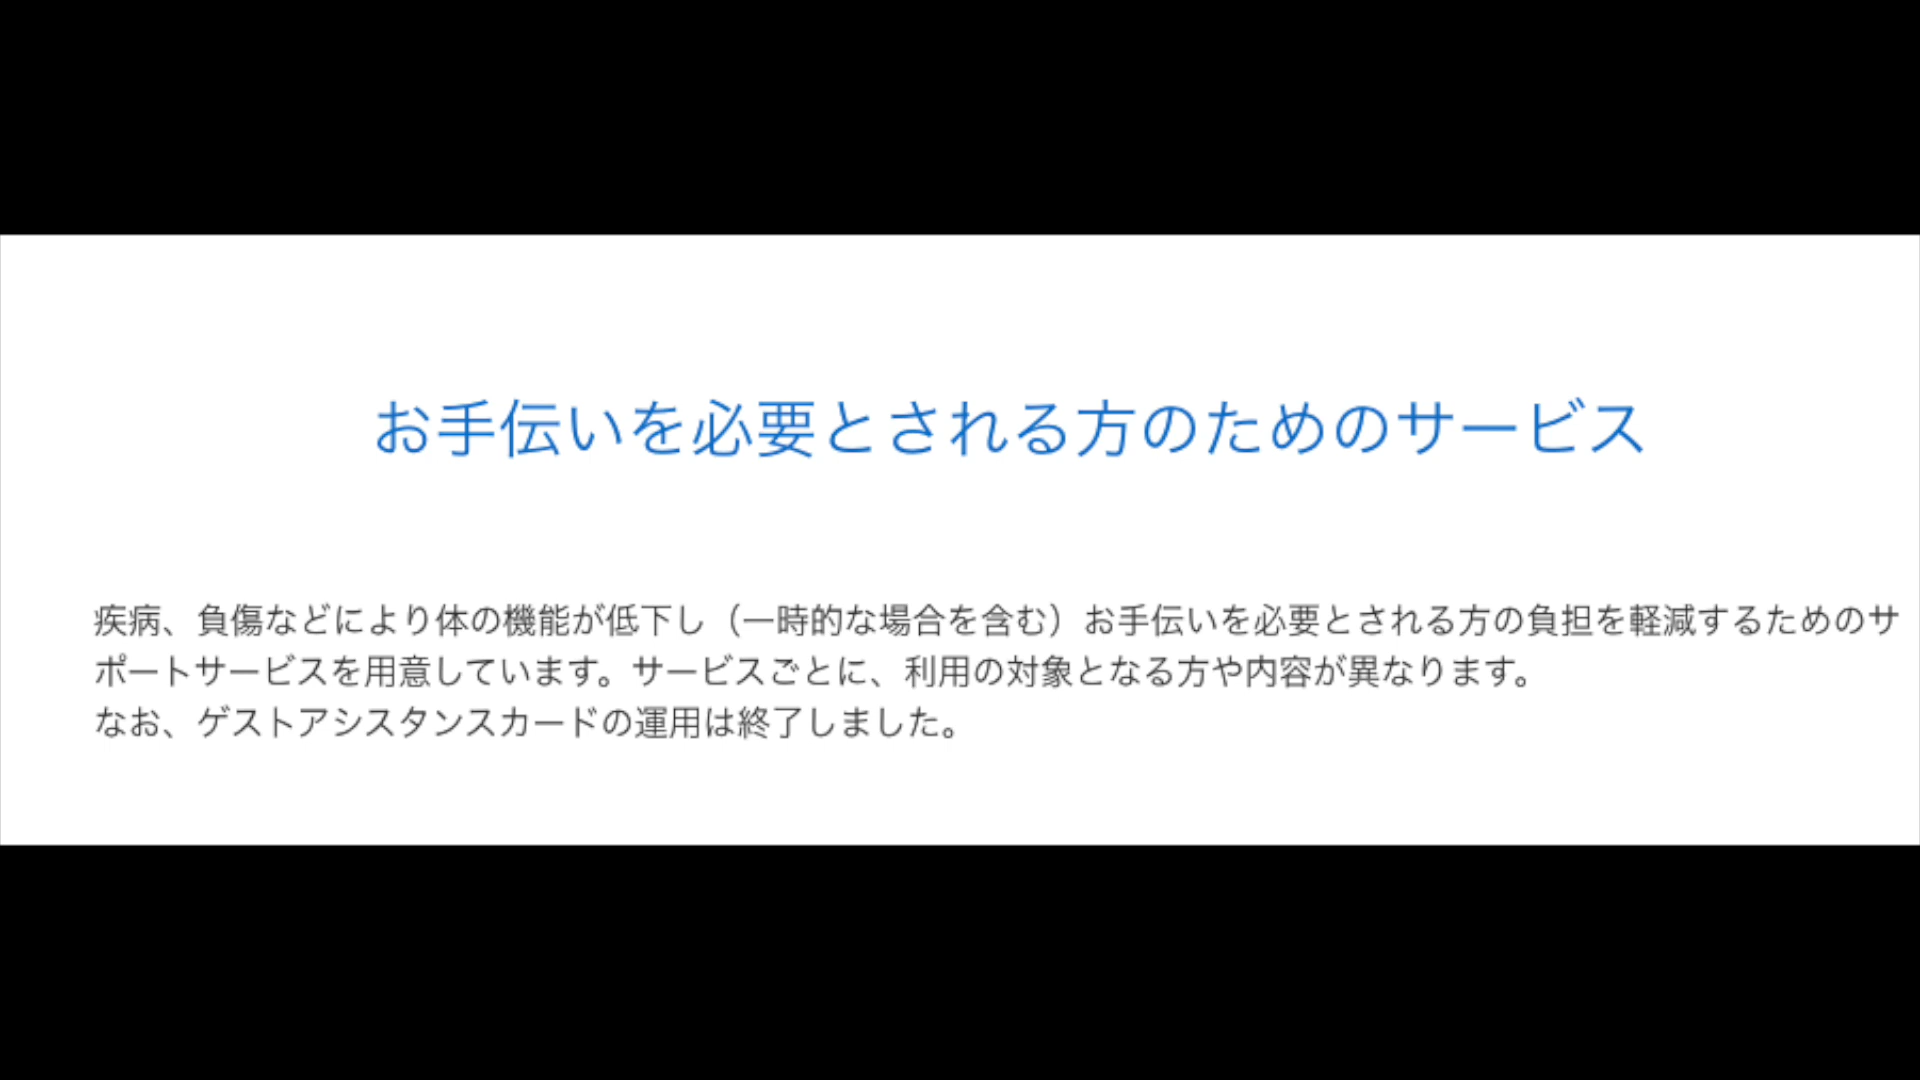 お手伝いを必要とされる方のためのサービス
疾病、負傷などにより体の機能が低下し（一時的な場合を含む）お手伝いを必要とされる方の負担を軽減するためのサ
ポートサービスを用意しています。サービスごとに、利用の対象となる方や内容が異なります。
なお、ゲストアシスタンスカードの運用は終了しました。